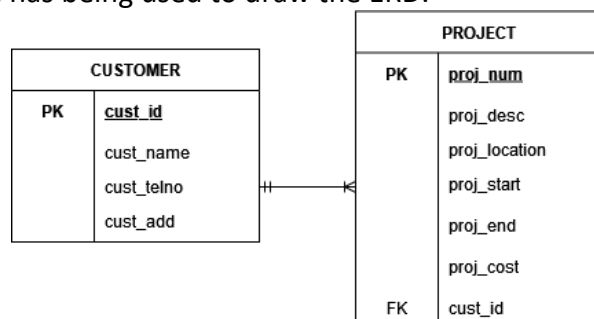 has being used to draw the ERD.
CUSTOMER
PK cust_id
cust_name
cust_telno
cust_add
PROJECT
PK proj_num
proj_desc
proj_location
proj_start
proj_end
proj_cost
FK cust_id